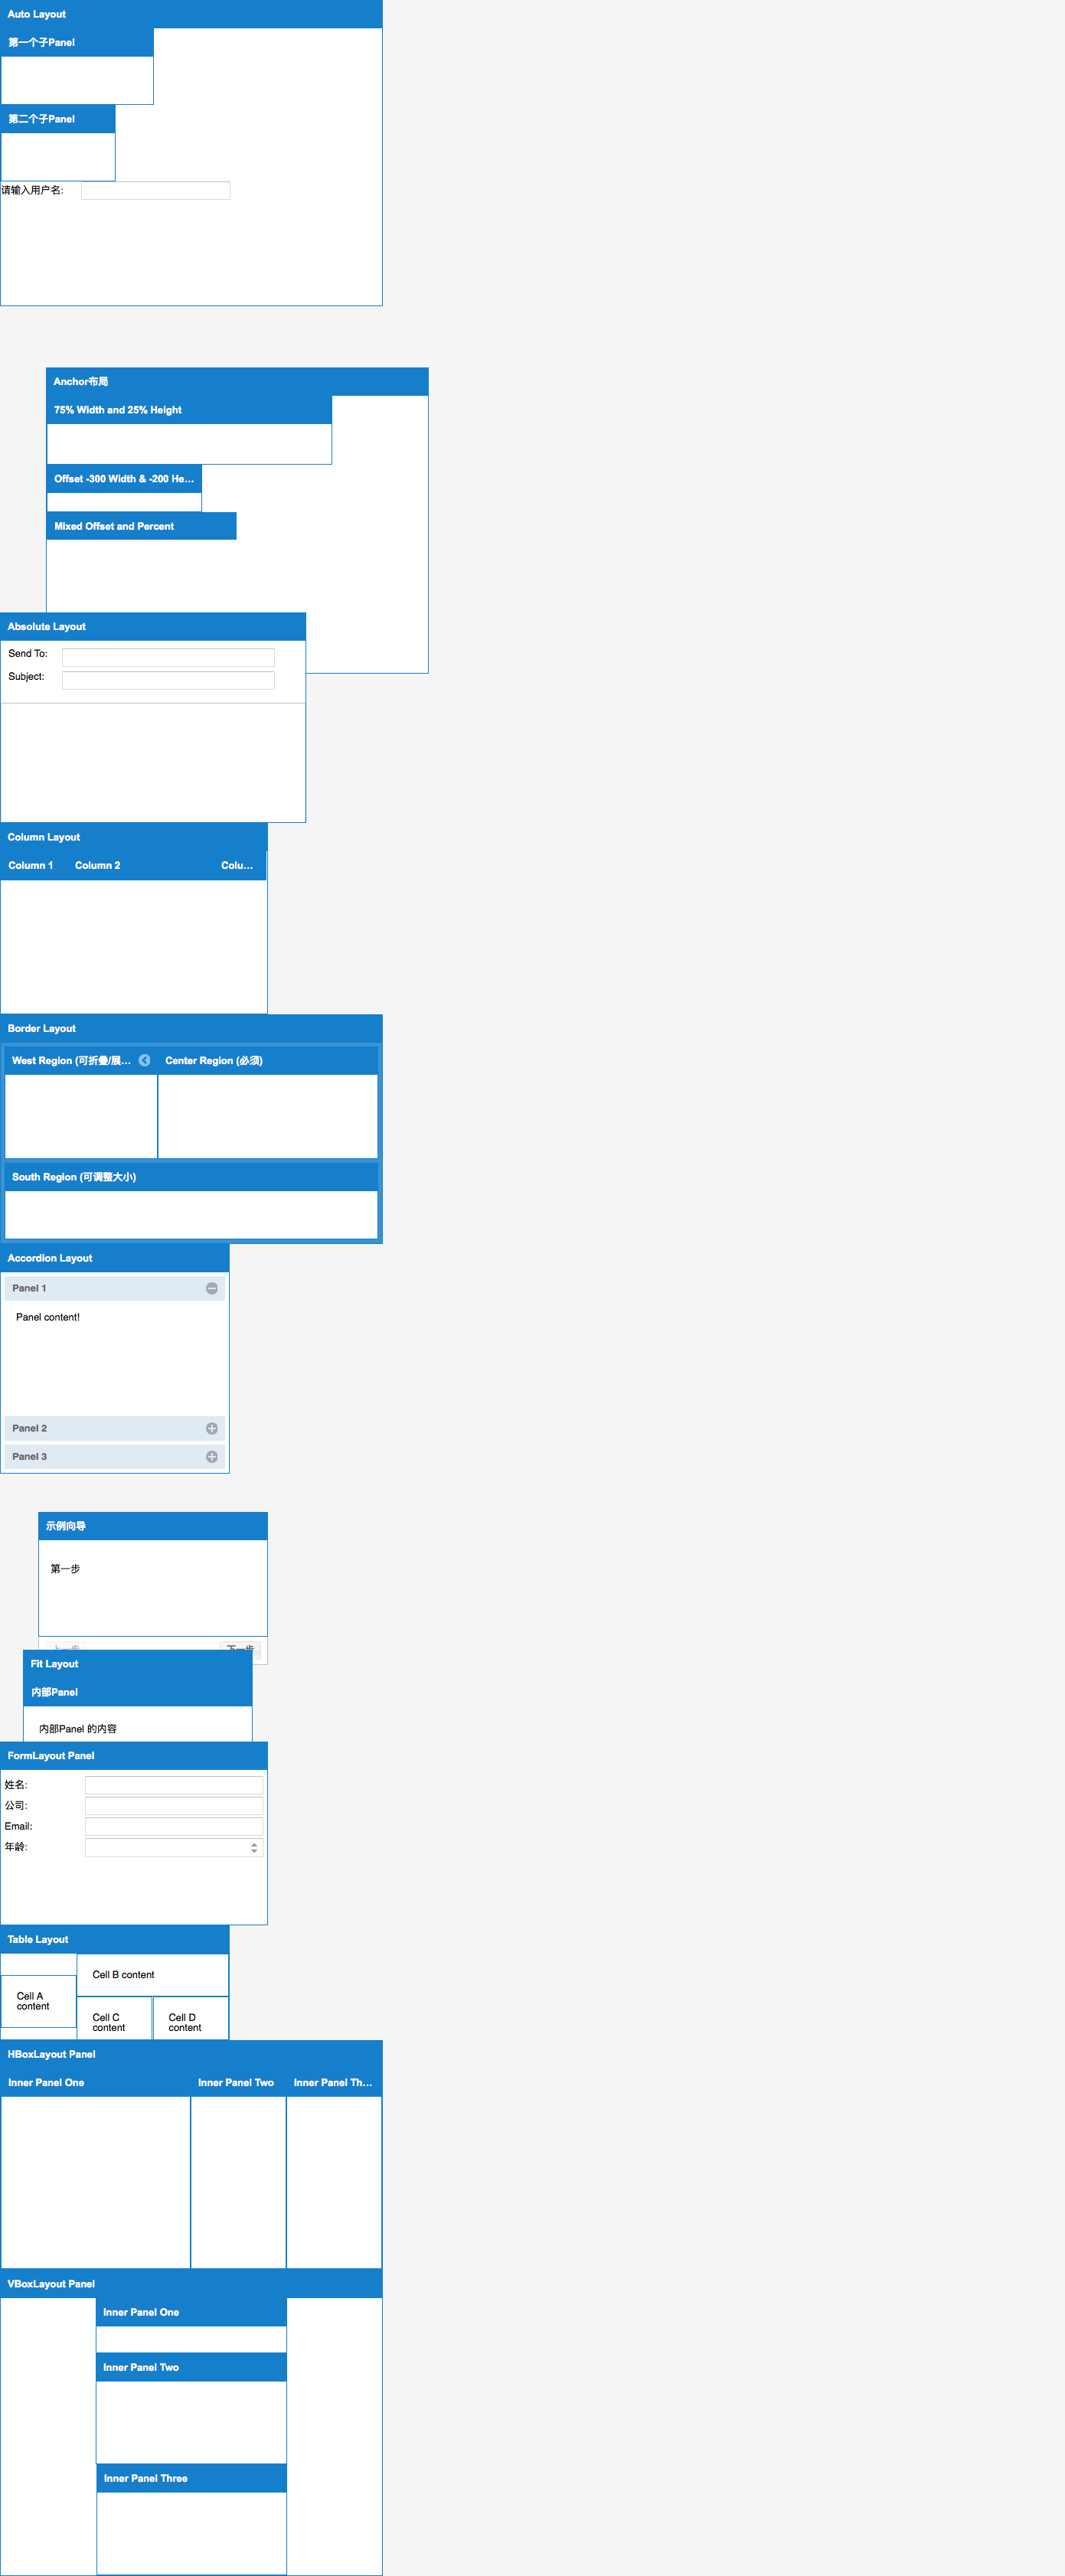 Auto Layout
第一个子Panel
第二个子Panel
请输入用户名:
Anchor布局
75% Width and 25% Height
Offset -300 Width & -200 He...
Mixed Offset and Percent
Absolute Layout
Send To:
Subject:
Column Layout
Column 1 Column 2 Colu...
Border Layout
West Region (可折叠/展... Center Region (必须)
South Region (可调整大小)
Accordion Layout
Panel 1
Panel content!
Panel 2
Panel 3
示例向导
第一步
上一步 下一步
Fit Layout
内部Panel
内部Panel 的内容
FormLayout Panel
姓名:
公司:
Email:
年龄:
Table Layout
Cell B content
Cell A
content
Cell C Cell D
content content
HBoxLayout Panel
Inner Panel One Inner Panel Two Inner Panel Th...
VBoxLayout Panel
Inner Panel One
Inner Panel Two
Inner Panel Three